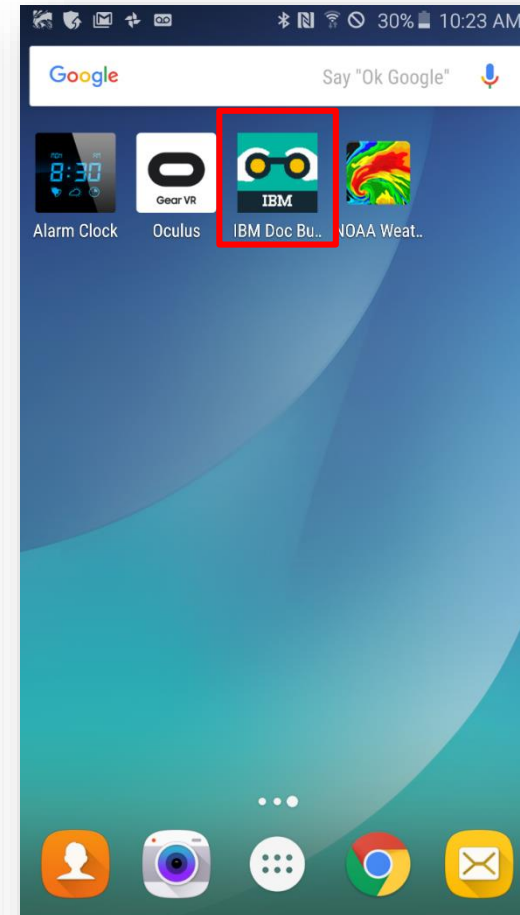 30% 10:23 AM
Google Say "Ok Google"
8:30
Gear VR
IBM
Alarm Clock Oculus IBM Doc Bu.. NOAA Weat..